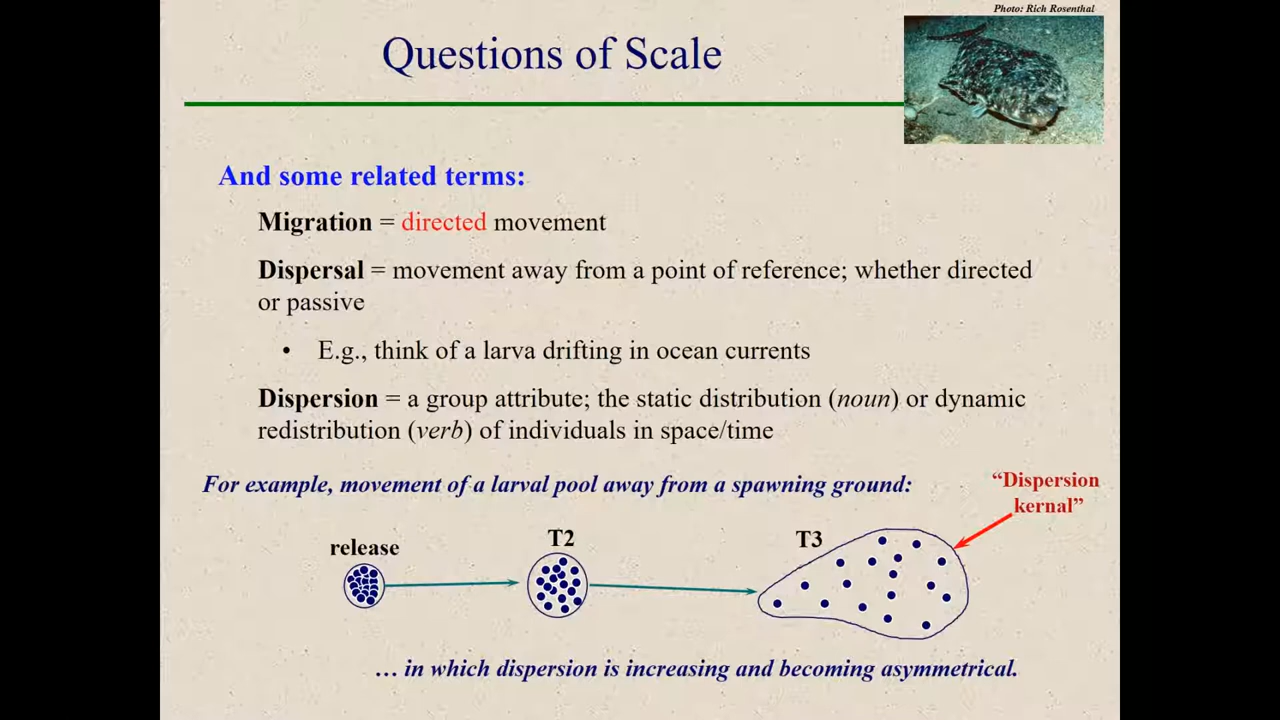 Photo: Rich Rosenthal
Questions of Scale
And some related terms:
Migration = directed movement
Dispersal = movement away from a point of reference; whether directed
or passive
• E.g., think of a larva drifting in ocean currents
Dispersion = a group attribute; the static distribution (noun) or dynamic
redistribution (verb) of individuals in space/time
For example, movement of a larval pool away from a spawning ground:
“Dispersion
kernal”
release
T2
T3
… in which dispersion is increasing and becoming asymmetrical.